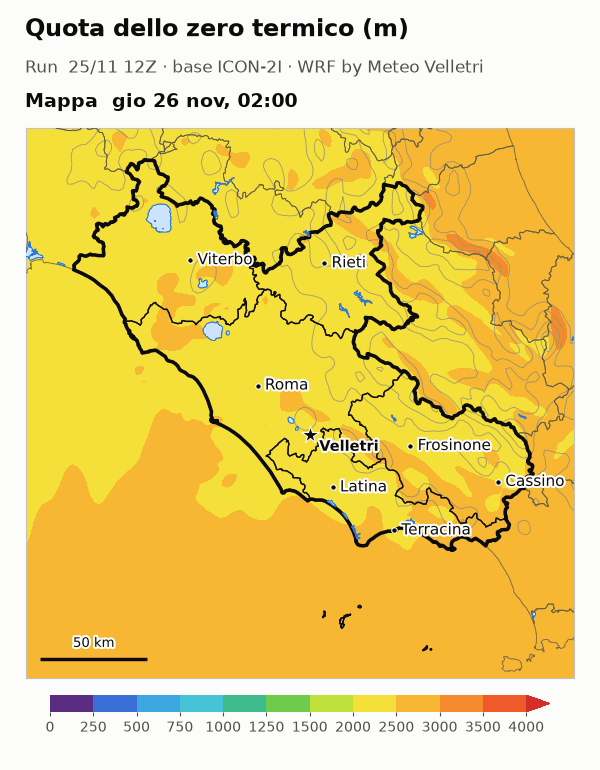 Quota dello zero termico (m)
Run  25/11 12Z · base ICON-2I · WRF by Meteo Velletri
Mappa  gio 26 nov, 02:00
Viterbo
Rieti
Roma
Velletri
Frosinone
Cassino
Latina
Terracina
50 km
0 250 500 750 1000 1250 1500 2000 2500 3000 3500 4000